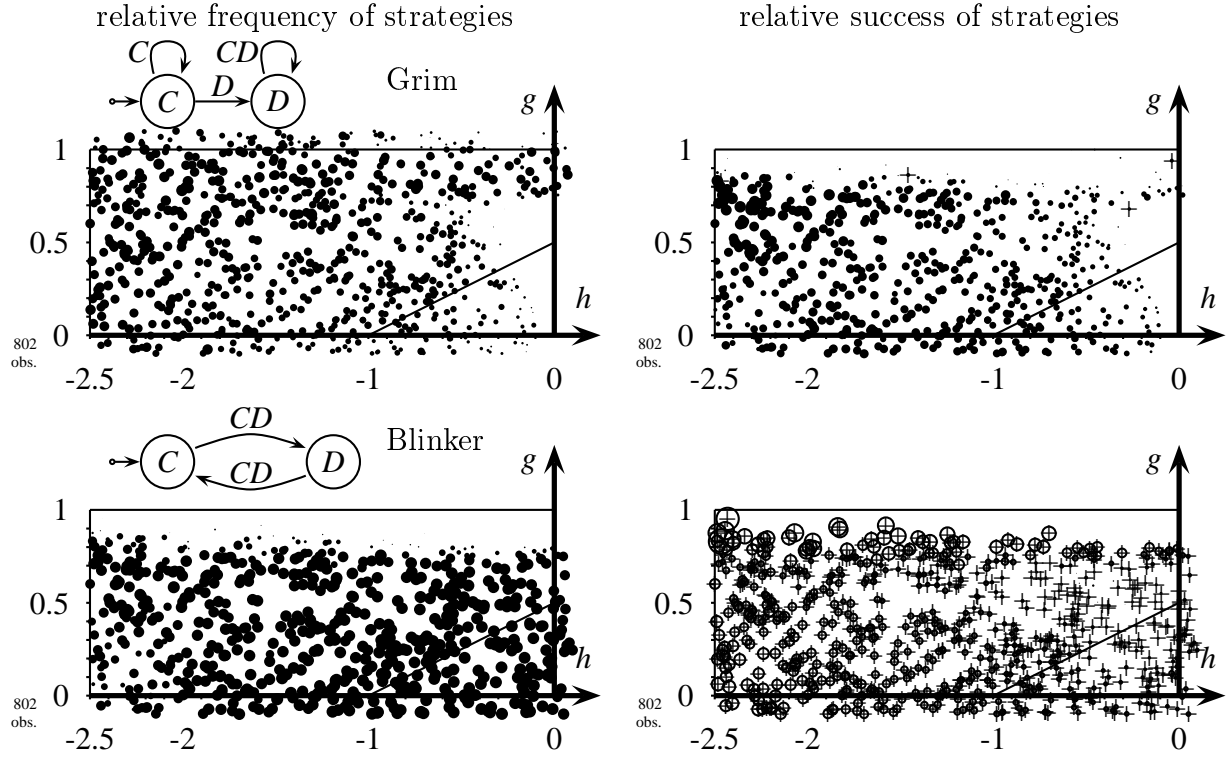 relative frequency of strategies
relative success of strategies
C
CD
C
D
D
Grim
g
g
1
1
0.5
0.5
h
h
0
0
802
obs.
802
obs.
-2.5
-2
-1
0
-2.5
-2
-1
0
CD
C
D
CD
Blinker
g
g
1
1
0.5
0.5
h
h
0
0
802
obs.
802
obs.
-2.5
-2
-1
0
-2.5
-2
-1
0